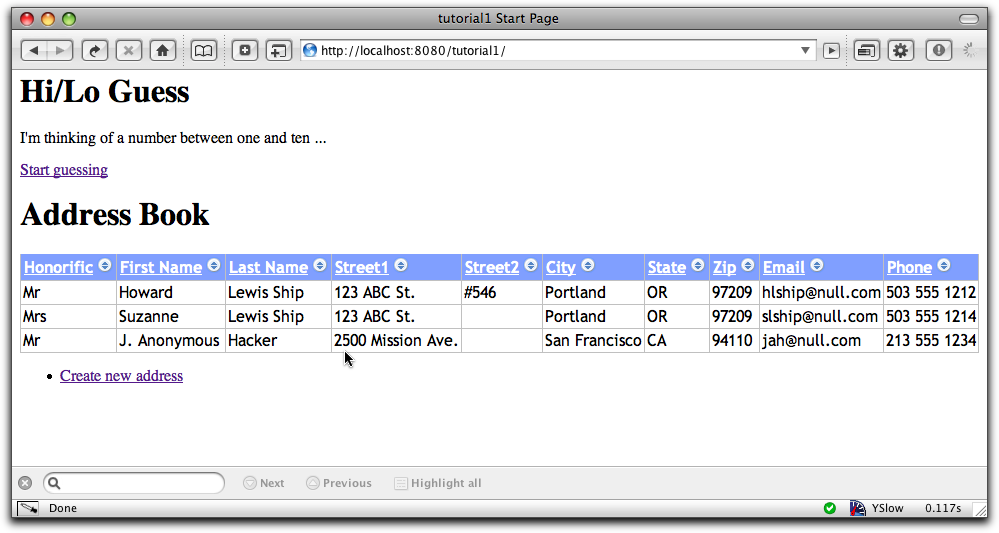 tutorial1 Start Page
http://localhost:8080/tutorial1/
Hi/Lo Guess
I'm thinking of a number between one and ten ...
Start guessing
Address Book
Honorific First Name Last Name Street1 Street2 City State Zip Email Phone
Mr Howard Lewis Ship 123 ABC St. #546 Portland OR 97209 hlship@null.com 503 555 1212
Mrs Suzanne Lewis Ship 123 ABC St. Portland OR 97209 slship@null.com 503 555 1214
Mr J. Anonymous Hacker 2500 Mission Ave. San Francisco CA 94110 jah@null.com 213 555 1234
Create new address
Next Previous Highlight all
Done YSlow 0.117s